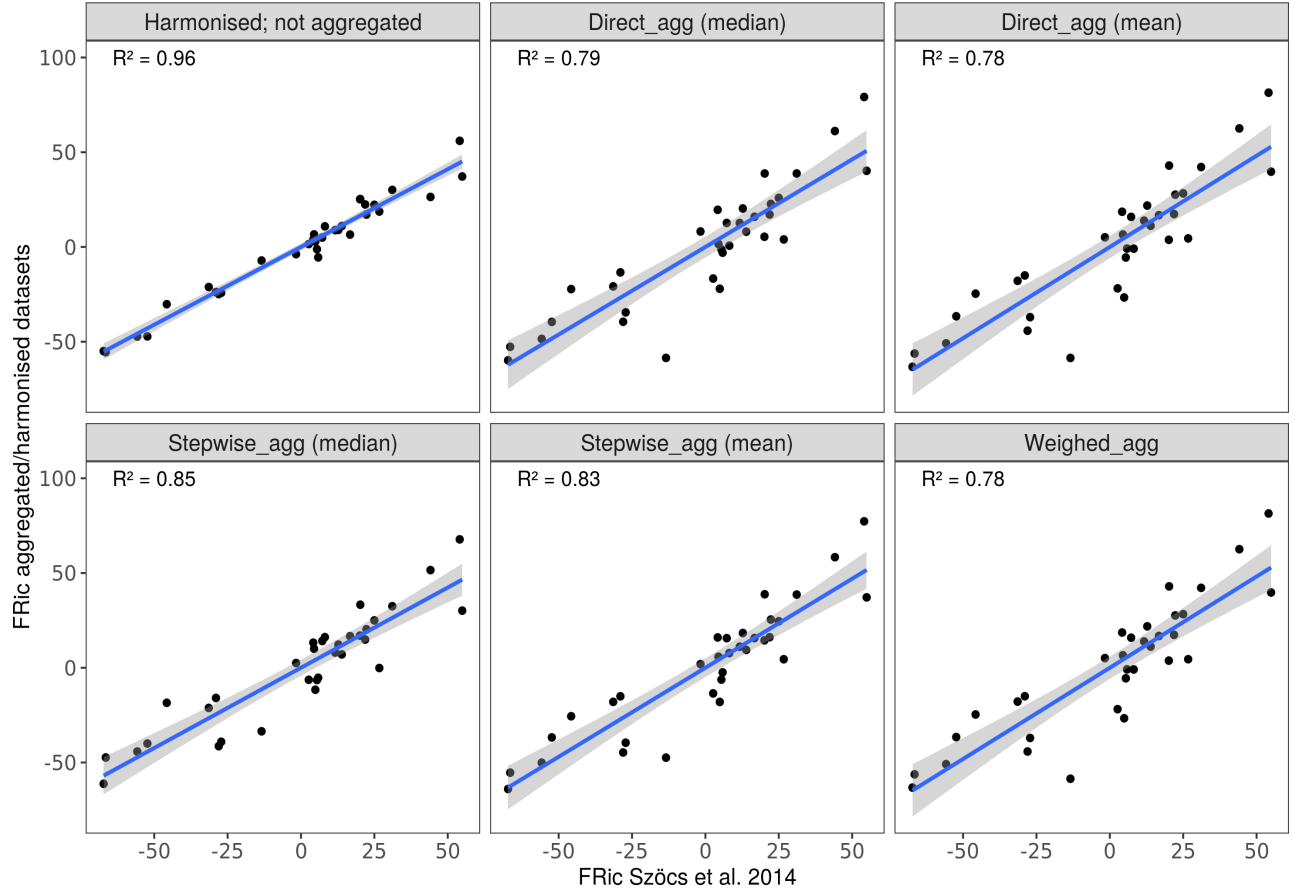 Harmonised; not aggregated
Direct_agg (median)
Direct_agg (mean)
R² = 0.96
R² = 0.79
R² = 0.78
100
50
0
-50
Stepwise_agg (median)
Stepwise_agg (mean)
Weighed_agg
R² = 0.85
R² = 0.83
R² = 0.78
100
50
0
-50
-50 -25 0 25 50
-50 -25 0 25 50
-50 -25 0 25 50
FRic Szöcs et al. 2014
FRic aggregated/harmonised datasets